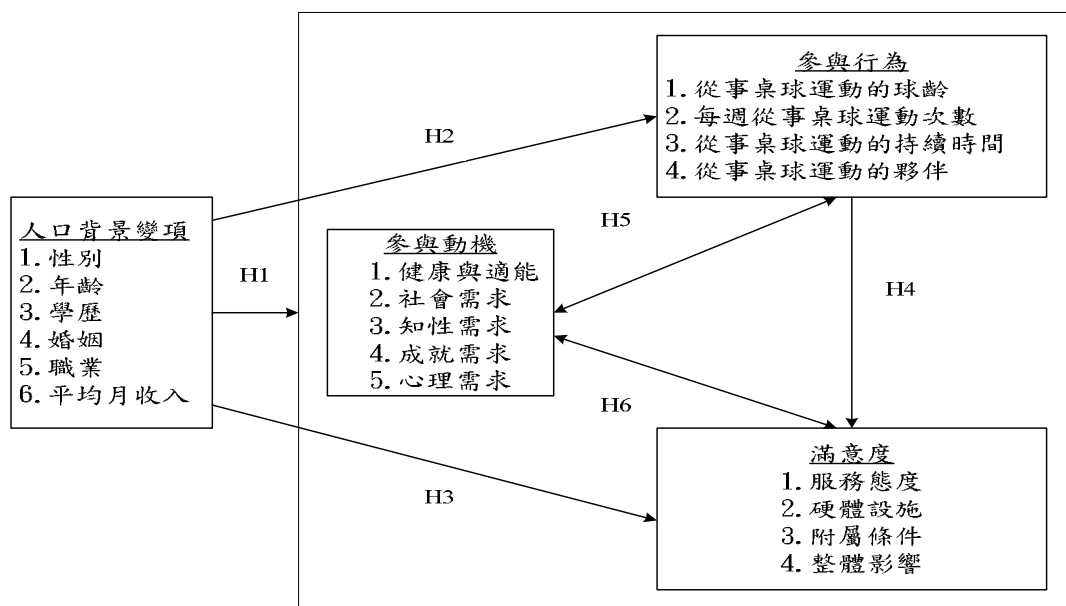 參與行為
1. 從事桌球運動的球齡
2. 每週從事桌球運動次數
3. 從事桌球運動的持續時間
4. 從事桌球運動的夥伴
H2
人口背景變項
1. 性別
2. 年齡
3. 學歷
4. 婚姻
5. 職業
6. 平均月收入
H1
參與動機
1. 健康與適能
2. 社會需求
3. 知性需求
4. 成就需求
5. 心理需求
H5
H4
H6
H3
滿意度
1. 服務態度
2. 硬體設施
3. 附屬條件
4. 整體影響